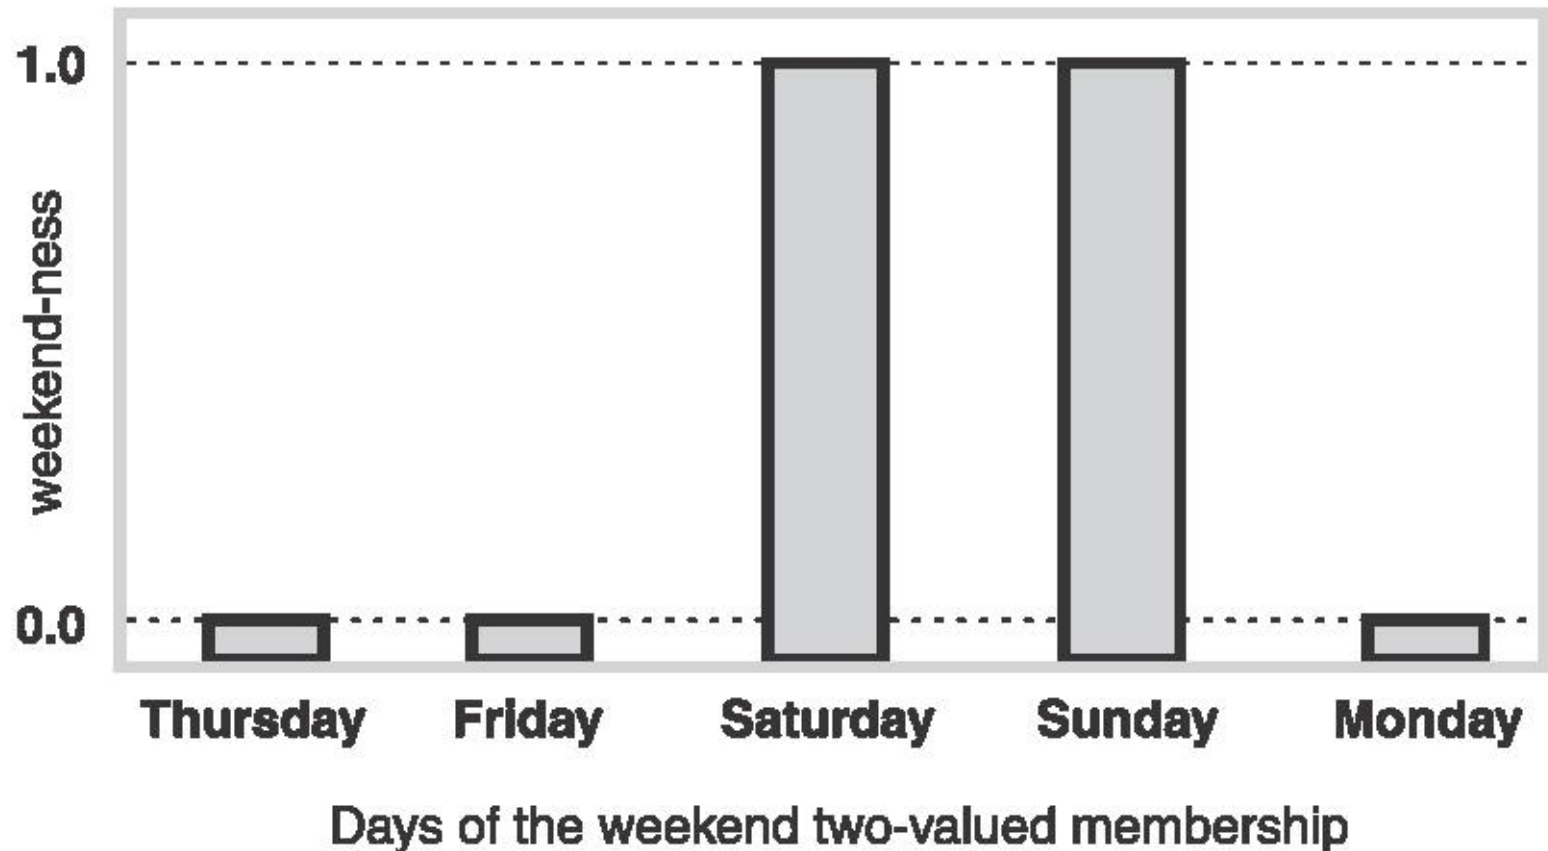 1.0
weekend-ness
0.0
Thursday Friday Saturday Sunday Monday
Days of the weekend two-valued membership